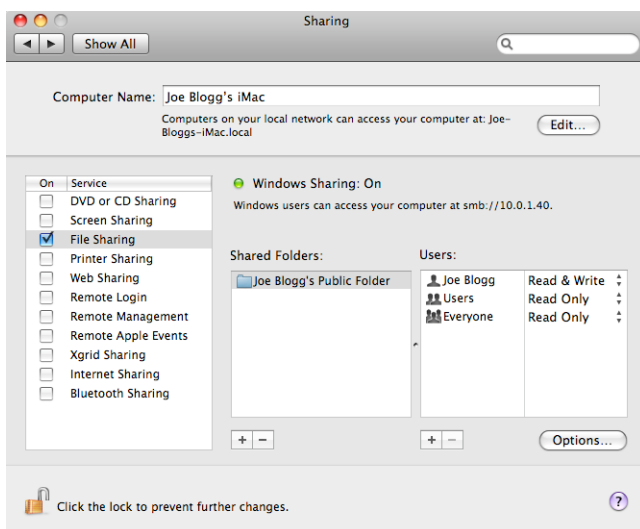 Sharing
Show All
Computer Name: Joe Blogg's iMac
Computers on your local network can access your computer at: Joe-
Bloggs-iMac.local
Edit...
On Service
DVD or CD Sharing
Screen Sharing
File Sharing
Printer Sharing
Web Sharing
Remote Login
Remote Management
Remote Apple Events
Xgrid Sharing
Internet Sharing
Bluetooth Sharing
Windows Sharing: On
Windows users can access your computer at smb://10.0.1.40.
Shared Folders:
Joe Blogg's Public Folder
Users:
Joe Blogg Read & Write
Users Read Only
Everyone Read Only
+ −
+ −
Options...
Click the lock to prevent further changes.
?